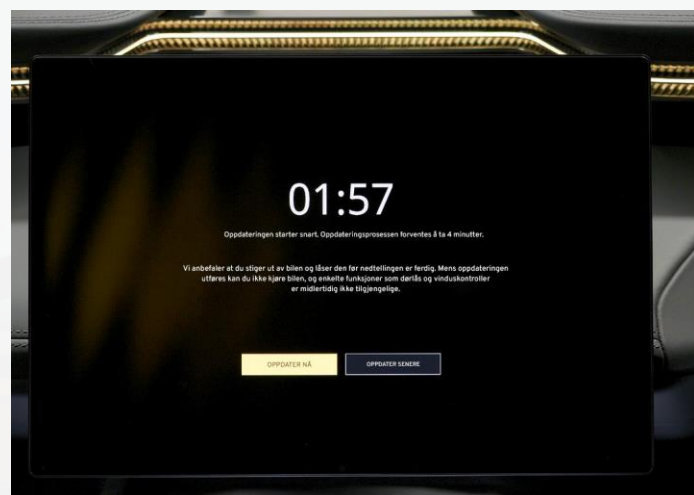 01:57
Oppdateringen starter snart. Oppdateringsprosessen forventes å ta 4 minutter.
Vi anbefaler at du stiger ut av bilen og låser den før nedtellingen er ferdig. Mens oppdateringen
utføres kan du ikke kjøre bilen, og enkelte funksjoner som dørlås og vinduskontroller
er midlertidig ikke tilgjengelige.
OPPDATER NÅ
OPPDATER SENERE